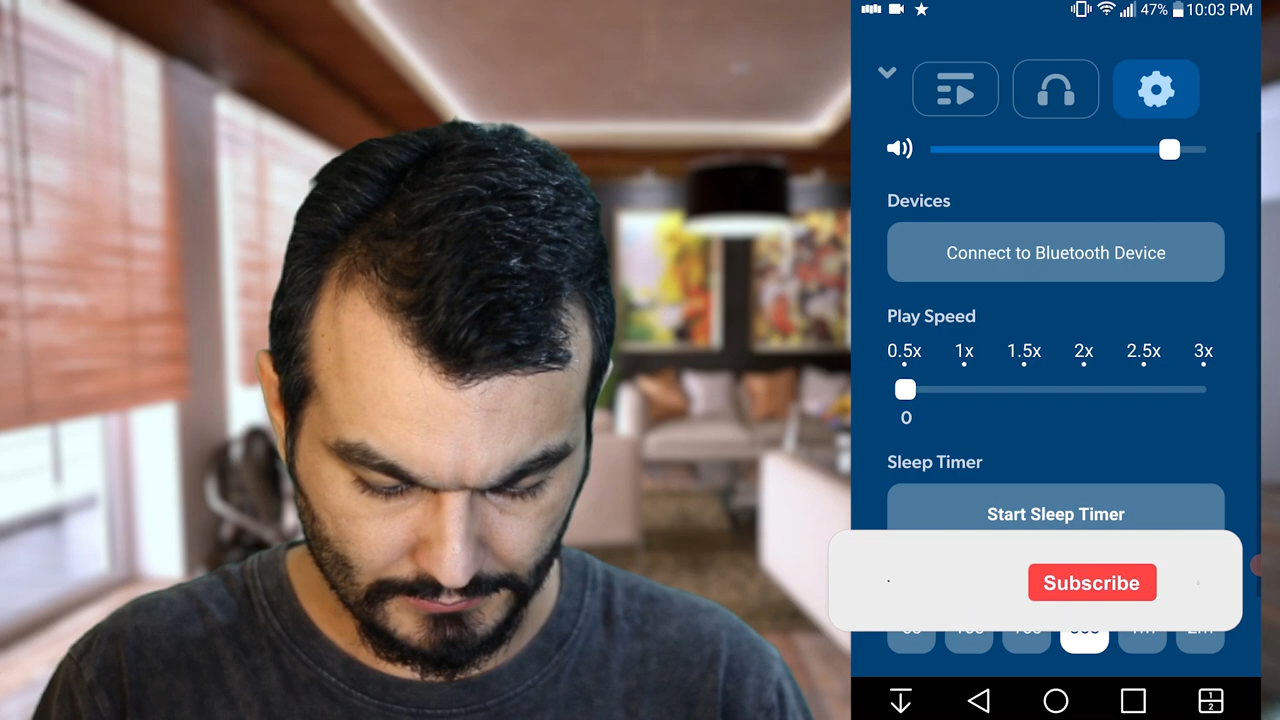 47% 10:03 PM
Devices
Connect to Bluetooth Device
Play Speed
0.5x 1x 1.5x 2x 2.5x 3x
0
Sleep Timer
Start Sleep Timer
Subscribe